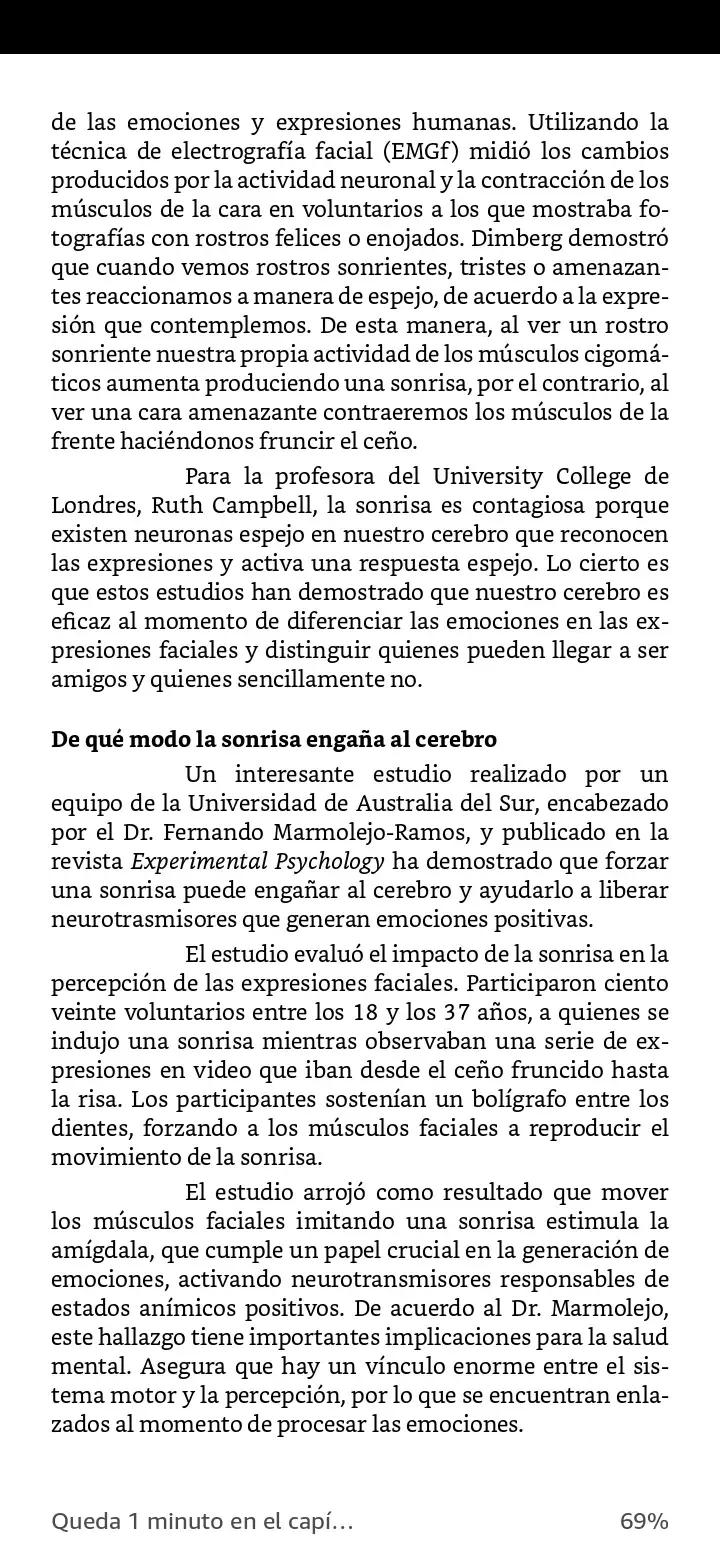 de las emociones y expresiones humanas. Utilizando la
técnica de electrografía facial (EMGf) midió los cambios
producidos por la actividad neuronal y la contracción de los
músculos de la cara en voluntarios a los que mostraba fo-
tografías con rostros felices o enojados. Dimberg demostró
que cuando vemos rostros sonrientes, tristes o amenazan-
tes reaccionamos a manera de espejo, de acuerdo a la expre-
sión que contemplemos. De esta manera, al ver un rostro
sonriente nuestra propia actividad de los músculos cigomá-
ticos aumenta produciendo una sonrisa, por el contrario, al
ver una cara amenazante contraeremos los músculos de la
frente haciéndonos fruncir el ceño.
Para la profesora del University College de
Londres, Ruth Campbell, la sonrisa es contagiosa porque
existen neuronas espejo en nuestro cerebro que reconocen
las expresiones y activa una respuesta espejo. Lo cierto es
que estos estudios han demostrado que nuestro cerebro es
eficaz al momento de diferenciar las emociones en las ex-
presiones faciales y distinguir quienes pueden llegar a ser
amigos y quienes sencillamente no.
De qué modo la sonrisa engaña al cerebro
Un interesante estudio realizado por un
equipo de la Universidad de Australia del Sur, encabezado
por el Dr. Fernando Marmolejo-Ramos, y publicado en la
revista Experimental Psychology ha demostrado que forzar
una sonrisa puede engañar al cerebro y ayudarlo a liberar
neurotrasmisores que generan emociones positivas.
El estudio evaluó el impacto de la sonrisa en la
percepción de las expresiones faciales. Participaron ciento
veinte voluntarios entre los 18 y los 37 años, a quienes se
indujo una sonrisa mientras observaban una serie de ex-
presiones en video que iban desde el ceño fruncido hasta
la risa. Los participantes sostenían un bolígrafo entre los
dientes, forzando a los músculos faciales a reproducir el
movimiento de la sonrisa.
El estudio arrojó como resultado que mover
los músculos faciales imitando una sonrisa estimula la
amígdala, que cumple un papel crucial en la generación de
emociones, activando neurotransmisores responsables de
estados anímicos positivos. De acuerdo al Dr. Marmolejo,
este hallazgo tiene importantes implicaciones para la salud
mental. Asegura que hay un vínculo enorme entre el sis-
tema motor y la percepción, por lo que se encuentran enla-
zados al momento de procesar las emociones.
Queda 1 minuto en el capí… 69%